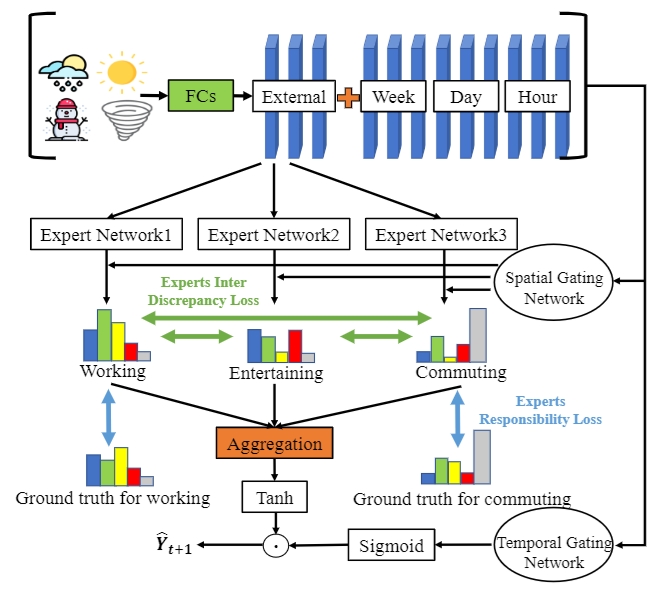 FCs
External
Week
Day
Hour
Expert Network1
Expert Network2
Expert Network3
Spatial Gating
Network
Experts Inter
Discrepancy Loss
Working
Entertaining
Commuting
Experts
Responsibility Loss
Aggregation
Ground truth for working
Ground truth for commuting
Tanh
Ŷt+1
Sigmoid
Temporal Gating
Network